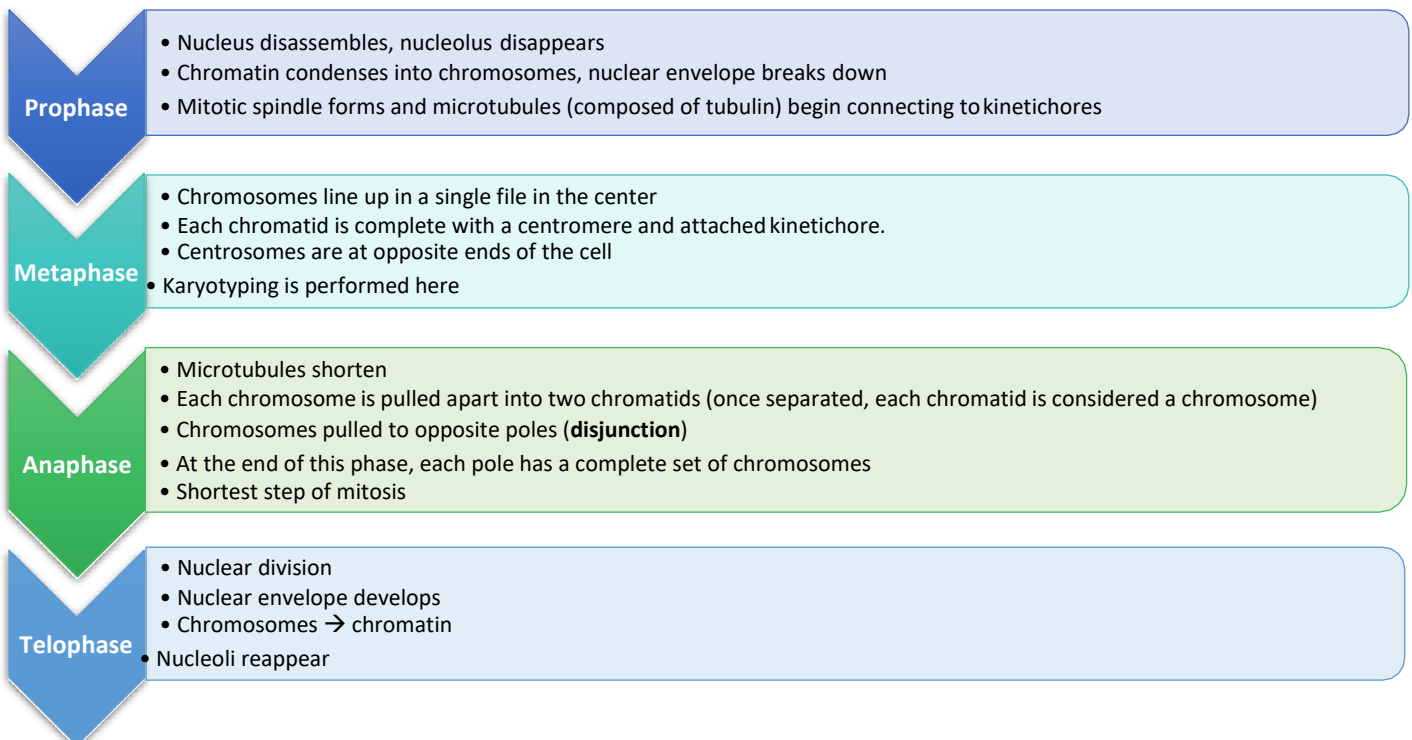 Prophase
• Nucleus disassembles, nucleolus disappears
• Chromatin condenses into chromosomes, nuclear envelope breaks down
• Mitotic spindle forms and microtubules (composed of tubulin) begin connecting to kinetichores
Metaphase
• Chromosomes line up in a single file in the center
• Each chromatid is complete with a centromere and attached kinetichore.
• Centrosomes are at opposite ends of the cell
• Karyotyping is performed here
Anaphase
• Microtubules shorten
• Each chromosome is pulled apart into two chromatids (once separated, each chromatid is considered a chromosome)
• Chromosomes pulled to opposite poles (disjunction)
• At the end of this phase, each pole has a complete set of chromosomes
• Shortest step of mitosis
Telophase
• Nuclear division
• Nuclear envelope develops
• Chromosomes → chromatin
• Nucleoli reappear